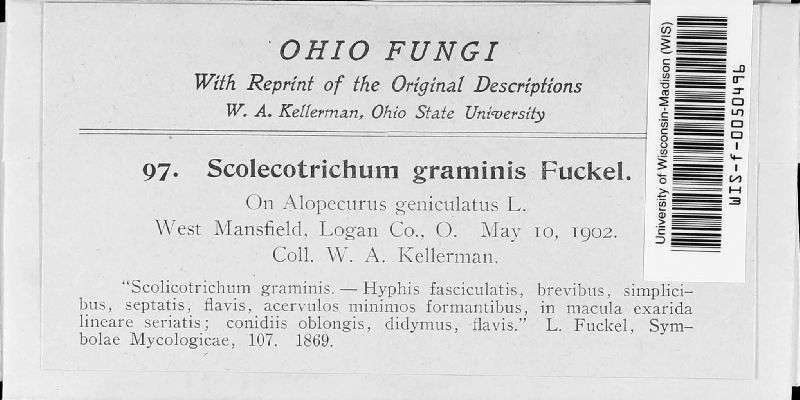 OHIO FUNGI
With Reprint of the Original Descriptions
W. A. Kellerman, Ohio State University
97. Scolecotrichum graminis Fuckel.
On Alopecurus geniculatus L.
West Mansfield, Logan Co., O. May 10, 1902.
Coll. W. A. Kellerman.
"Scolicotrichum graminis. — Hyphis fasciculatis, brevibus, simplici-
bus, septatis, flavis, acervulos minimos formantibus, in macula exarida
lineare seriatis; conidiis oblongis, didymus, flavis." L. Fuckel, Sym-
bolae Mycologicae, 107. 1869.
University of Wisconsin-Madison (WIS)
WIS-f-0050496